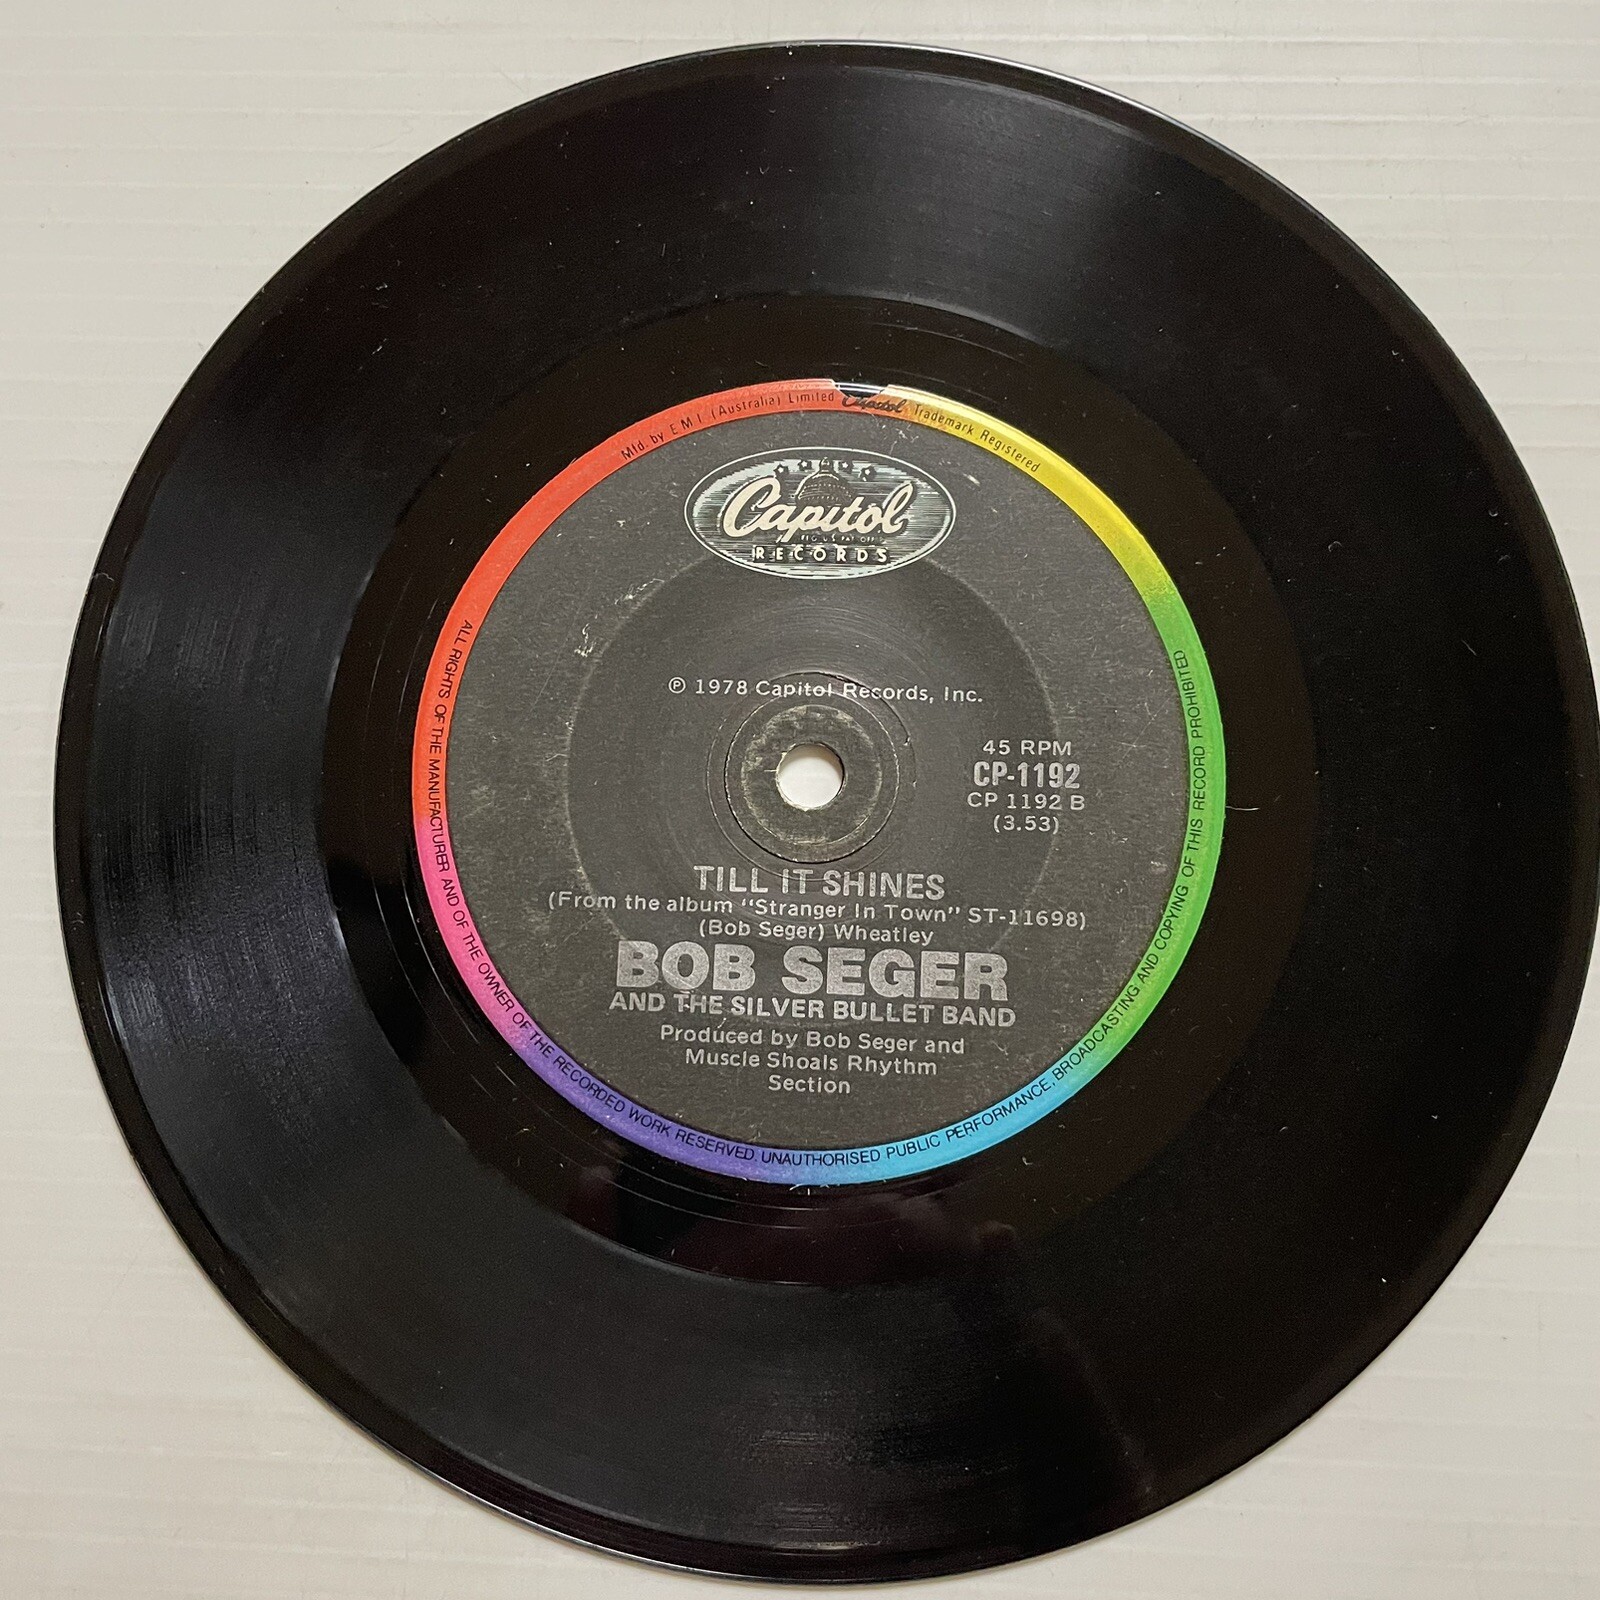 Mfd. by E M I (Australia) Limited Capitol Trademark Registered
Capitol
RECORDS
℗ 1978 Capitol Records, Inc.
45 RPM
CP-1192
CP 1192 B
(3.53)
TILL IT SHINES
(From the album "Stranger In Town" ST-11698)
(Bob Seger) Wheatley
BOB SEGER
AND THE SILVER BULLET BAND
Produced by Bob Seger and
Muscle Shoals Rhythm
Section
ALL RIGHTS OF THE MANUFACTURER AND OF THE OWNER OF THE RECORDED WORK RESERVED. UNAUTHORISED PUBLIC PERFORMANCE, BROADCASTING AND COPYING OF THIS RECORD PROHIBITED